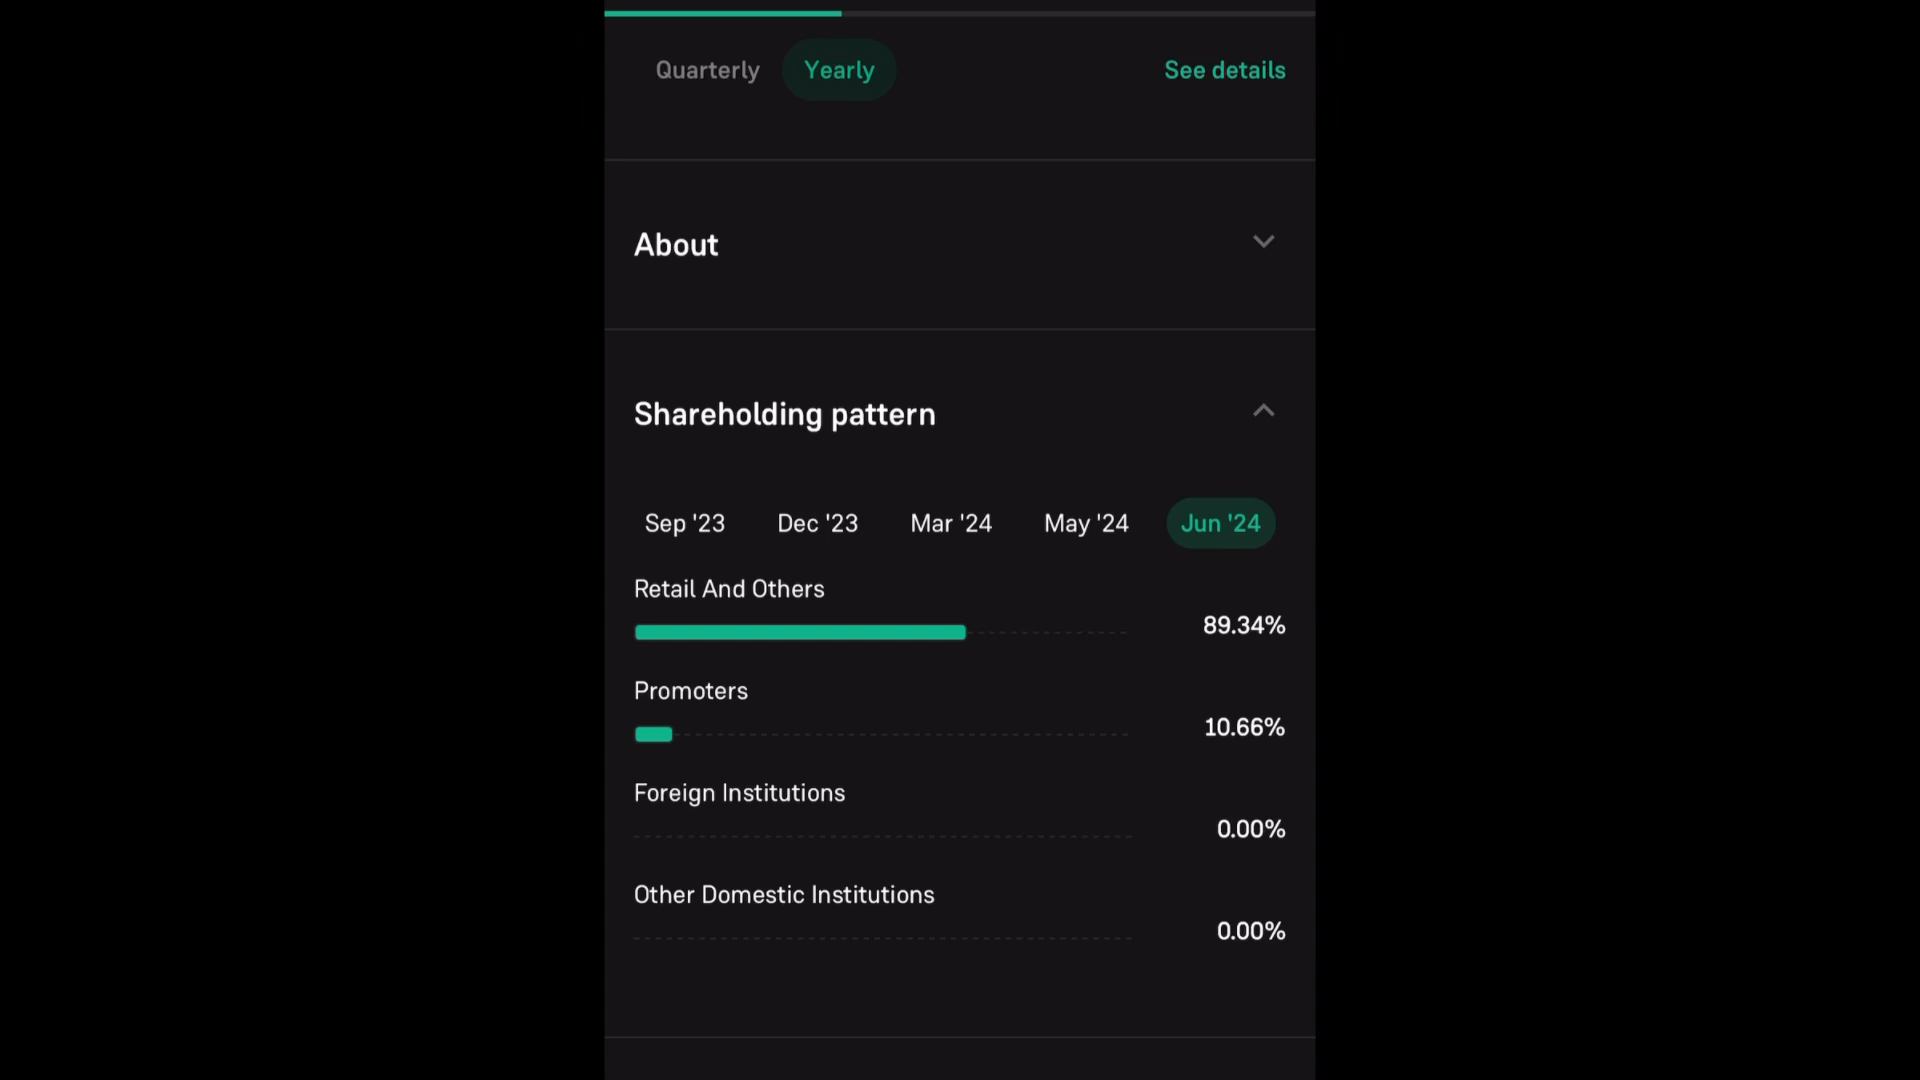 Quarterly Yearly See details
About
Shareholding pattern
Sep '23 Dec '23 Mar '24 May '24 Jun '24
Retail And Others
89.34%
Promoters
10.66%
Foreign Institutions
0.00%
Other Domestic Institutions
0.00%